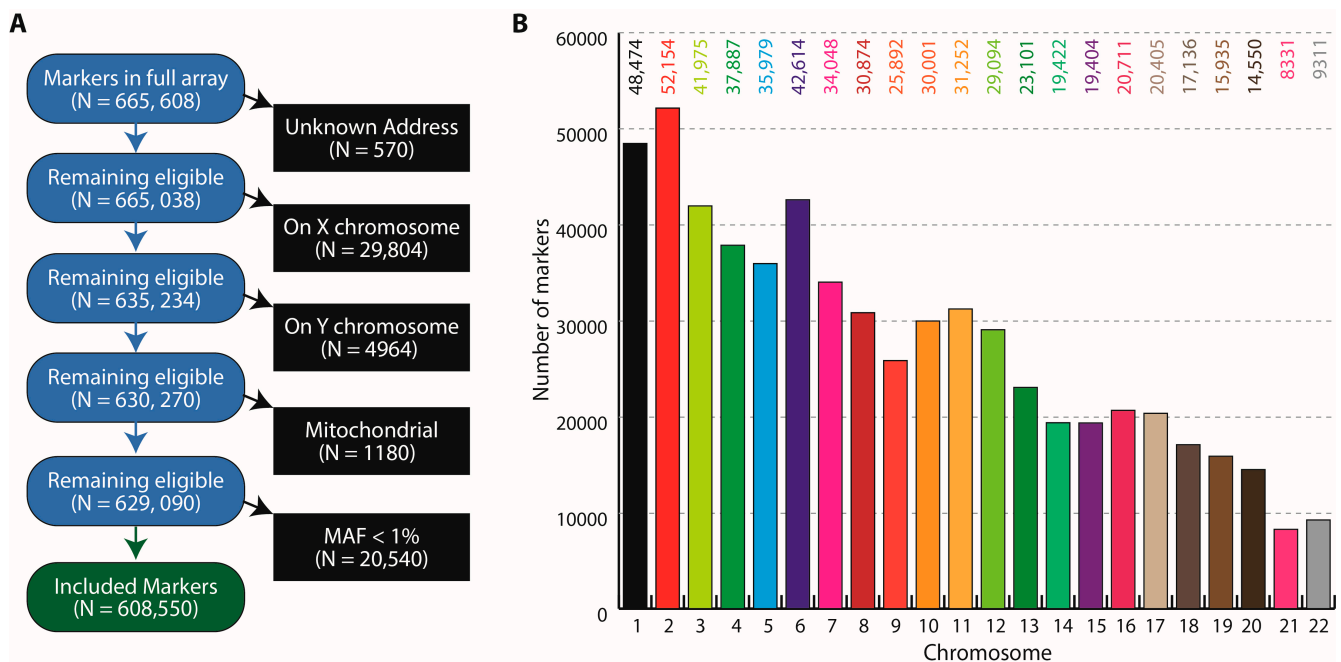 A
Markers in full array
(N = 665, 608)
Unknown Address
(N = 570)
Remaining eligible
(N = 665, 038)
On X chromosome
(N = 29,804)
Remaining eligible
(N = 635, 234)
On Y chromosome
(N = 4964)
Remaining eligible
(N = 630, 270)
Mitochondrial
(N = 1180)
Remaining eligible
(N = 629, 090)
MAF < 1%
(N = 20,540)
Included Markers
(N = 608,550)
B
Number of markers
60000
50000
40000
30000
20000
10000
0
48,474
52,154
41,975
37,887
35,979
42,614
34,048
30,874
25,892
30,001
31,252
29,094
23,101
19,422
19,404
20,711
20,405
17,136
15,935
14,550
8331
9311
1 2 3 4 5 6 7 8 9 10 11 12 13 14 15 16 17 18 19 20 21 22
Chromosome